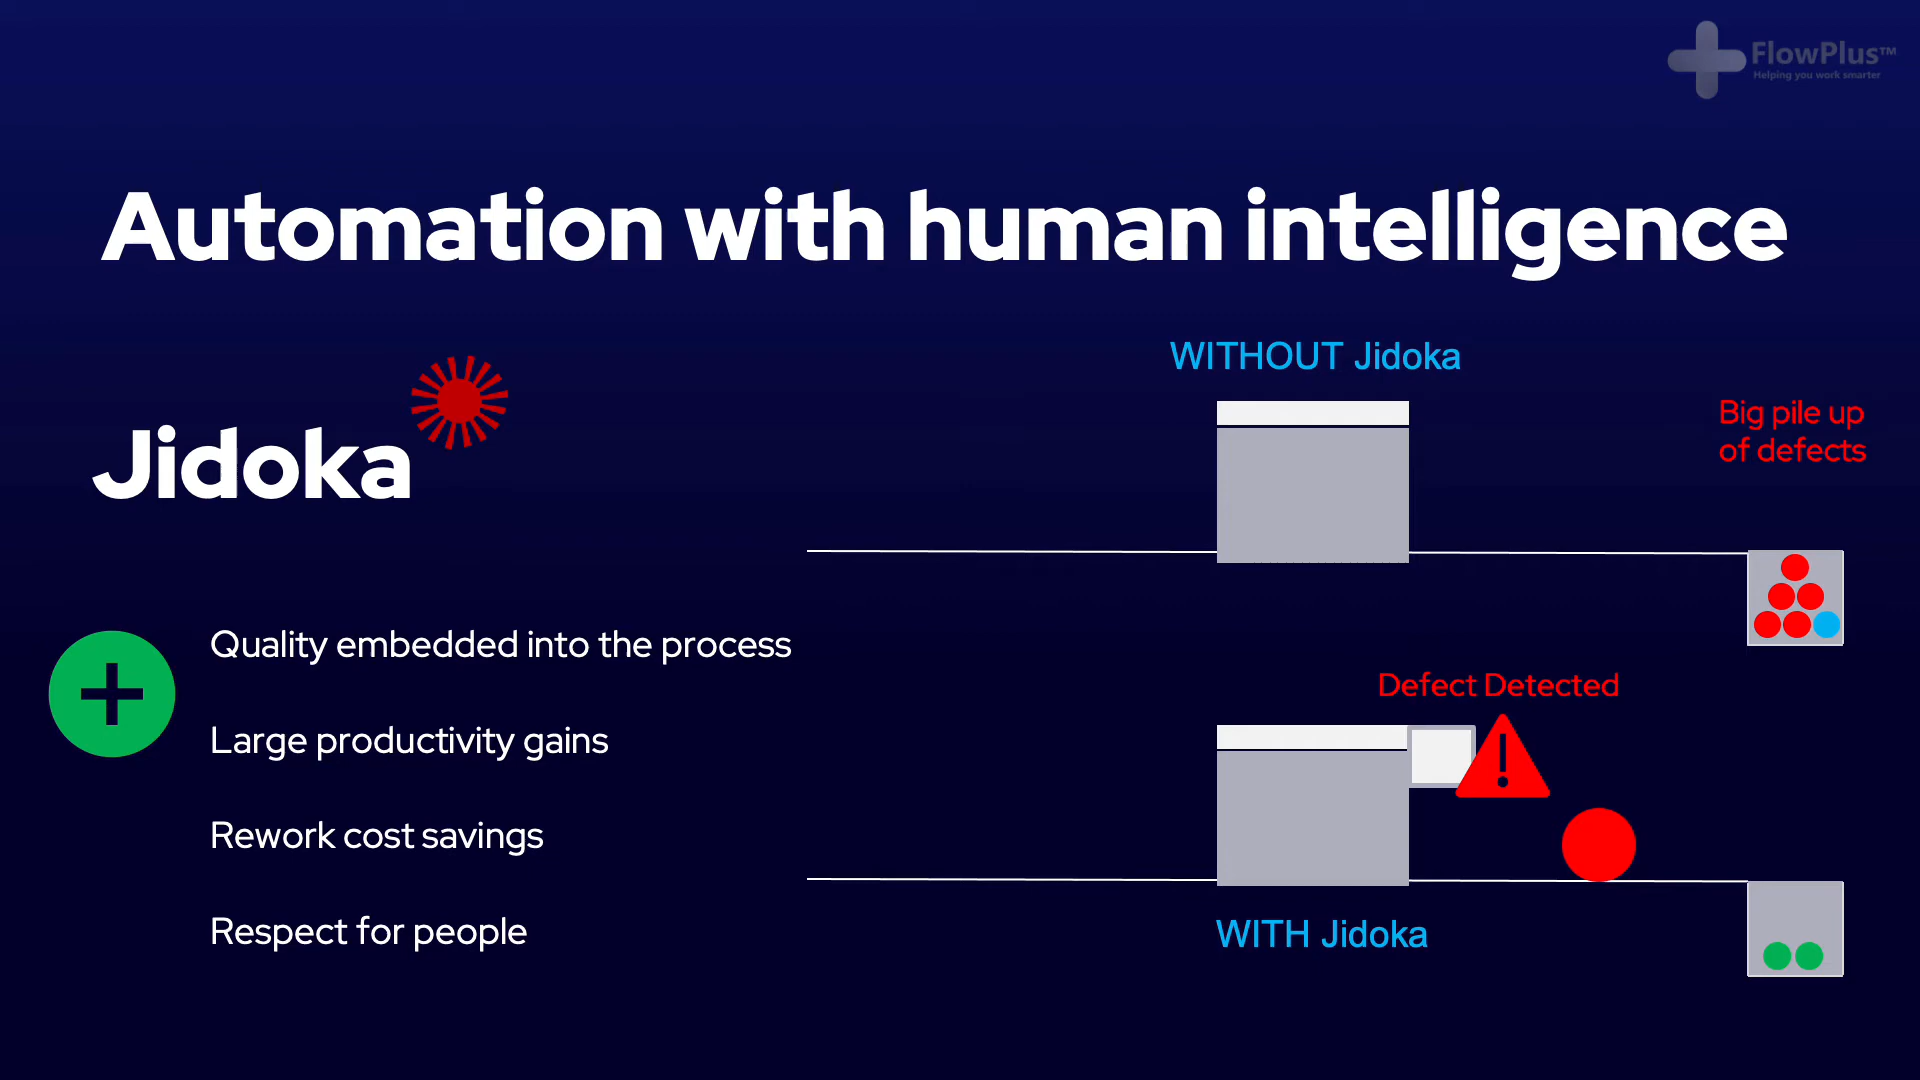 FlowPlus™
Helping you work smarter
Automation with human intelligence
Jidoka
Quality embedded into the process
Large productivity gains
Rework cost savings
Respect for people
WITHOUT Jidoka
Big pile up
of defects
Defect Detected
WITH Jidoka